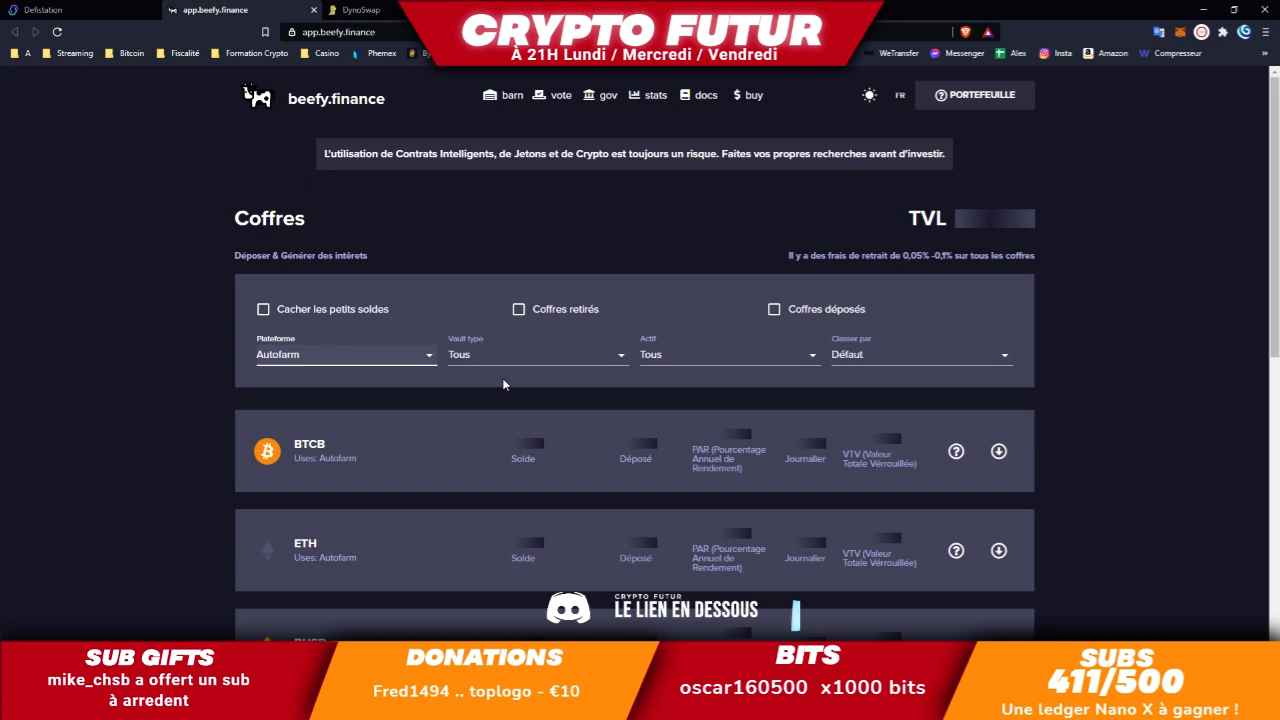 Defistation
app.beefy.finance
DynoSwap
CRYPTO FUTUR
À 21H Lundi / Mercredi / Vendredi
app.beefy.finance
A
Streaming
Bitcoin
Fiscalité
Formation Crypto
Casino
Phemex
WeTransfer
Messenger
Alex
Insta
Amazon
Compresseur
beefy.finance
barn
vote
gov
stats
docs
buy
FR
PORTEFEUILLE
L'utilisation de Contrats Intelligents, de Jetons et de Crypto est toujours un risque. Faites vos propres recherches avant d'investir.
Coffres
TVL
Déposer & Générer des intérêts
Il y a des frais de retrait de 0,05% -0,1% sur tous les coffres
Cacher les petits soldes
Coffres retirés
Coffres déposés
Plateforme
Vault type
Actif
Classer par
Autofarm
Tous
Tous
Défaut
BTCB
Uses: Autofarm
Solde
Déposé
PAR (Pourcentage
Annuel de
Rendement)
Journalier
VTV (Valeur
Totale Vérrouillée)
ETH
Uses: Autofarm
Solde
Déposé
PAR (Pourcentage
Annuel de
Rendement)
Journalier
VTV (Valeur
Totale Vérrouillée)
CRYPTO FUTUR
LE LIEN EN DESSOUS
SUB GIFTS
mike_chsb a offert un sub
à arredent
DONATIONS
Fred1494 .. toplogo - €10
BITS
oscar160500 x1000 bits
SUBS
411/500
Une ledger Nano X à gagner !